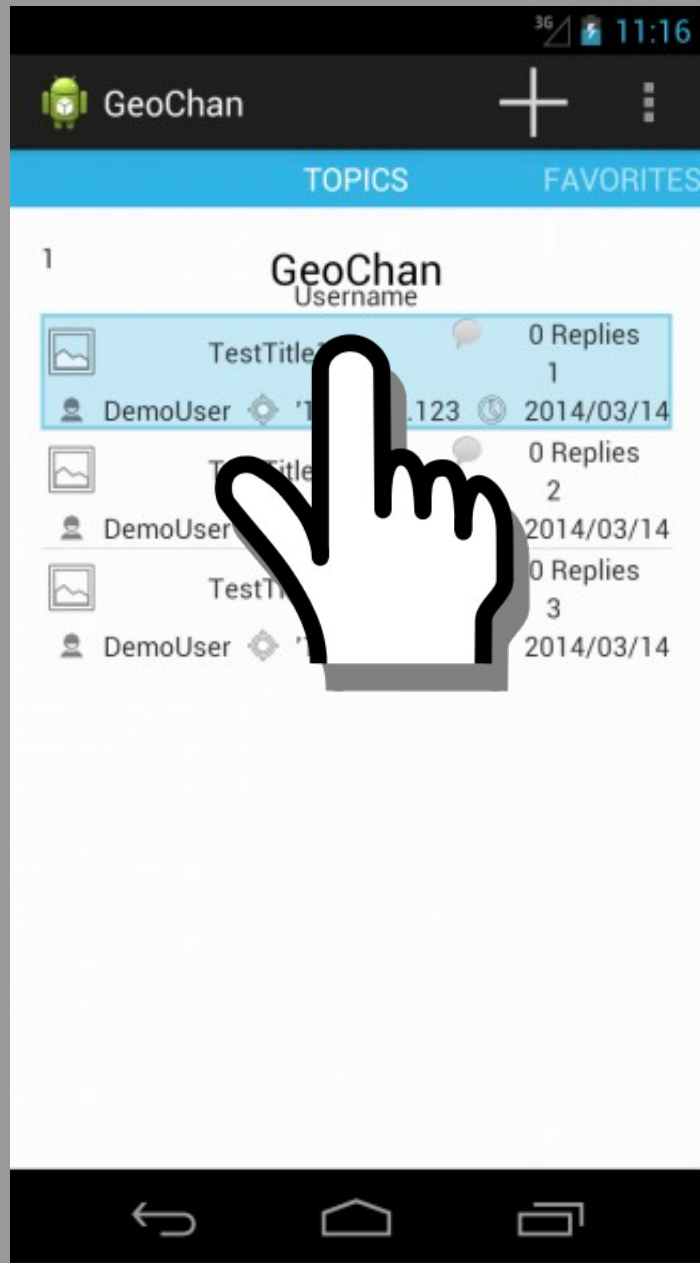 3G 11:16
GeoChan
TOPICS FAVORITES
1
GeoChan
Username
TestTitle
0 Replies
1
DemoUser .123 2014/03/14
0 Replies
2
DemoUser 2014/03/14
0 Replies
3
DemoUser 2014/03/14